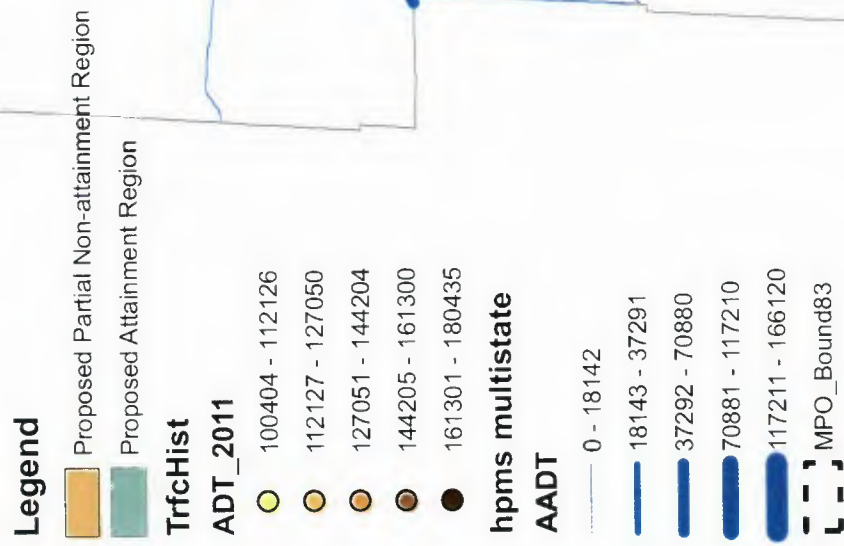 Legend
Proposed Partial Non-attainment Region
Proposed Attainment Region
TrfcHist
ADT_2011
100404 - 112126
112127 - 127050
127051 - 144204
144205 - 161300
161301 - 180435
hpms multistate
AADT
0 - 18142
18143 - 37291
37292 - 70880
70881 - 117210
117211 - 166120
MPO_Bound83